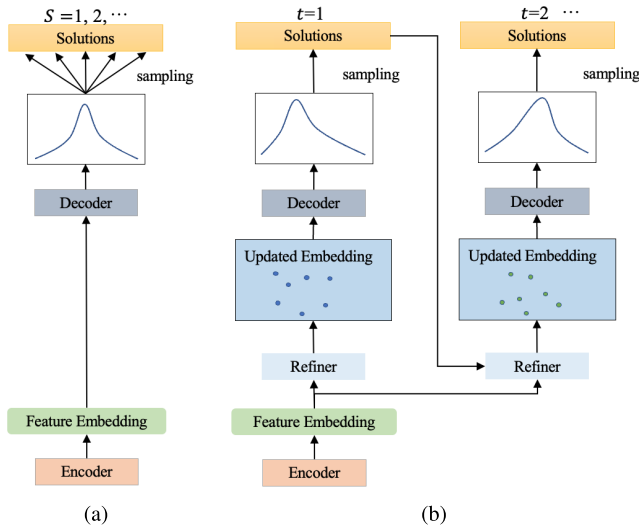 S = 1, 2, ⋯
Solutions
sampling
Decoder
Feature Embedding
Encoder
(a)
t=1
Solutions
sampling
Decoder
Updated Embedding
Refiner
Feature Embedding
Encoder
t=2 ⋯
Solutions
sampling
Decoder
Updated Embedding
Refiner
(b)